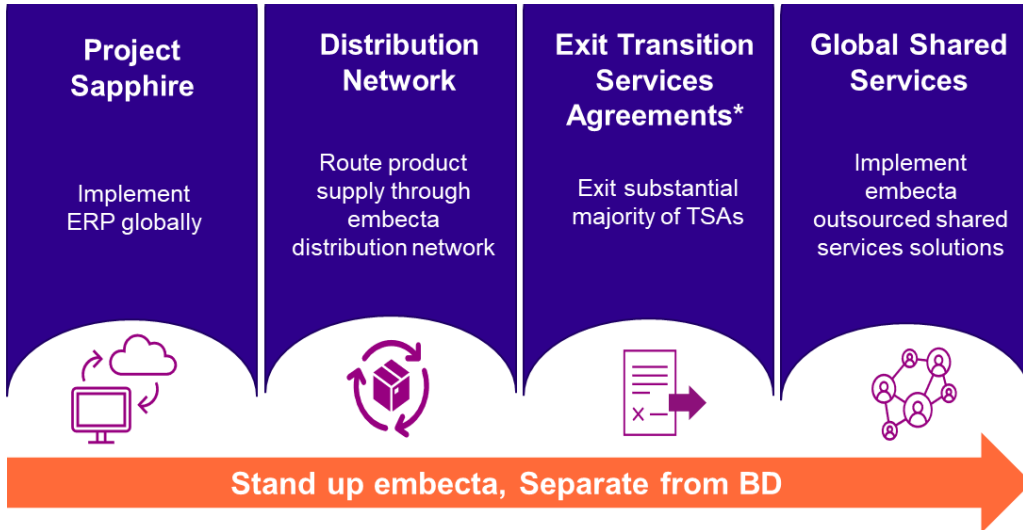 Project
Sapphire
Implement
ERP globally
Distribution
Network
Route product
supply through
embecta
distribution network
Exit Transition
Services
Agreements*
Exit substantial
majority of TSAs
Global Shared
Services
Implement
embecta
outsourced shared
services solutions
X
Stand up embecta, Separate from BD